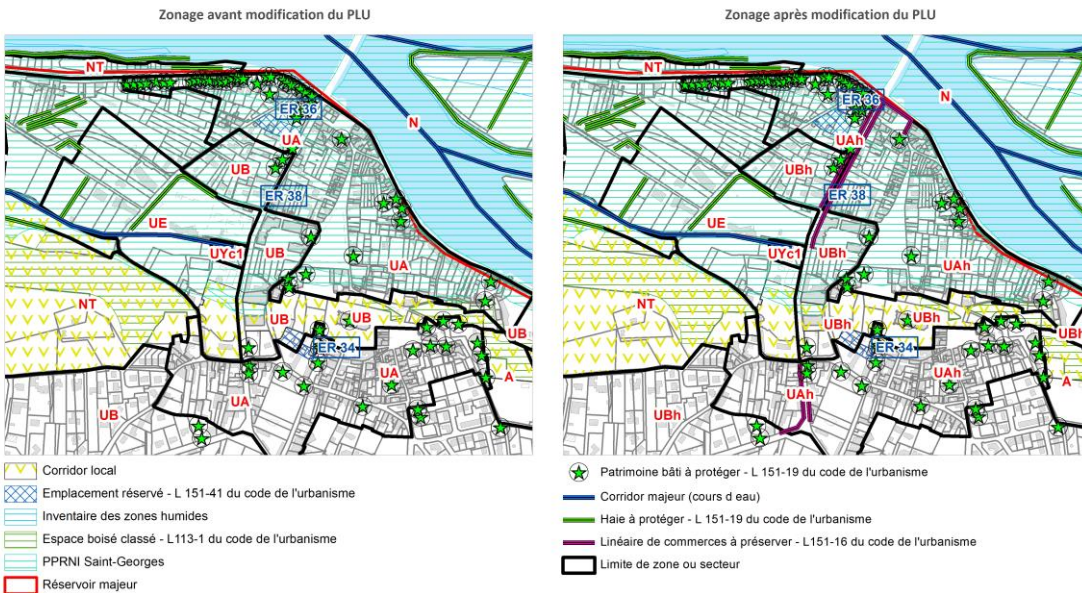 Zonage avant modification du PLU
Zonage après modification du PLU
NT
ER 36
N
UA
UB
ER 38
UE
UYc1
UB
UA
NT
UB
UB
UB
ER 34
A
UA
UB
UA
NT
ER 36
N
UAh
UBh
ER 38
UE
UYc1
UBh
UAh
NT
UBh
UBh
UBh
ER 34
A
UAh
UBh
UAh
Corridor local
Emplacement réservé - L 151-41 du code de l'urbanisme
Inventaire des zones humides
Espace boisé classé - L113-1 du code de l'urbanisme
PPRNI Saint-Georges
Réservoir majeur
Patrimoine bâti à protéger - L 151-19 du code de l'urbanisme
Corridor majeur (cours d eau)
Haie à protéger - L 151-19 du code de l'urbanisme
Linéaire de commerces à préserver - L151-16 du code de l'urbanisme
Limite de zone ou secteur